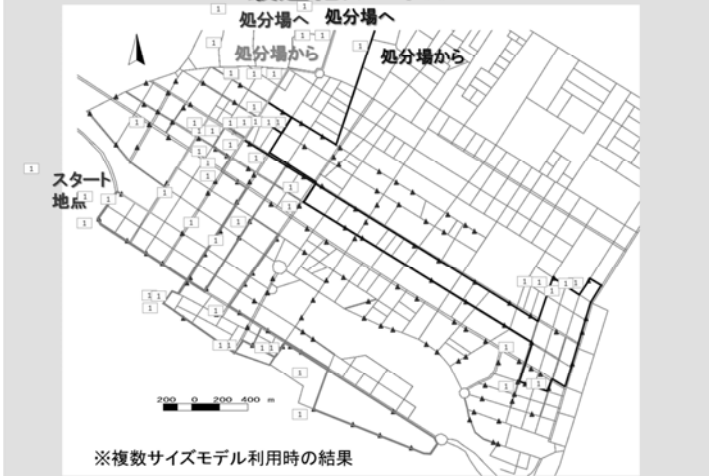 処分場へ 処分場へ
処分場から 処分場から
スタート
地点
200 0 200 400 m
※複数サイズモデル利用時の結果